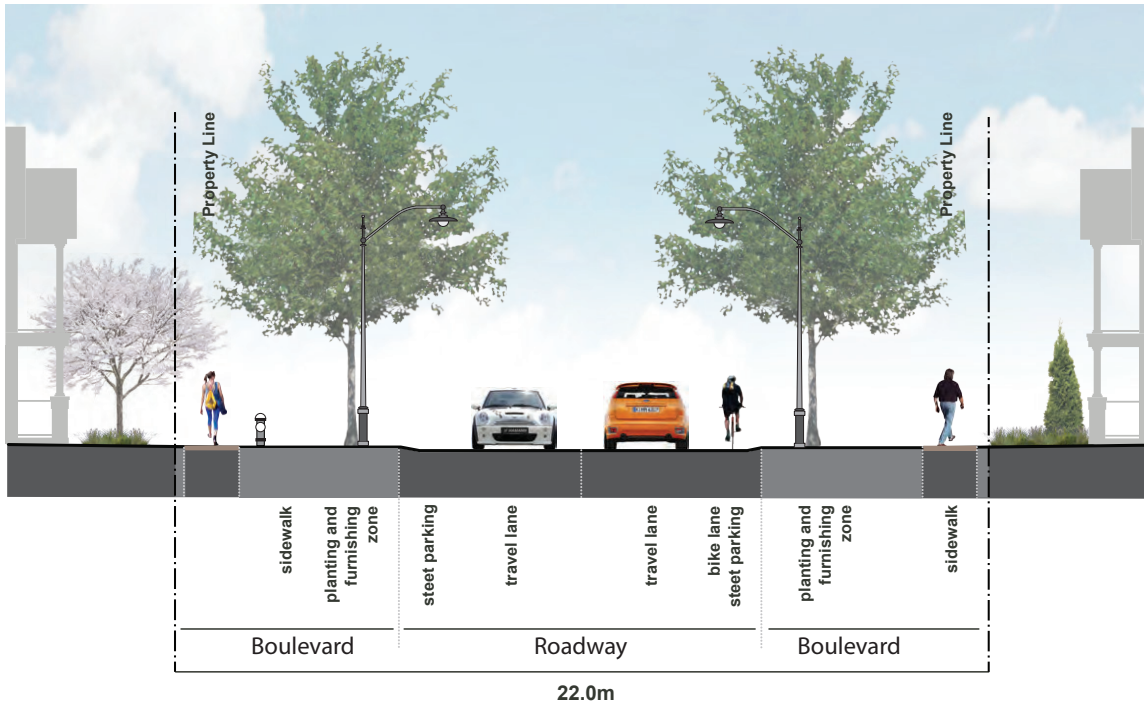 Property Line
Property Line
sidewalk
planting and
furnishing
zone
steet parking
travel lane
travel lane
bike lane
steet parking
planting and
furnishing
zone
sidewalk
Boulevard
Roadway
Boulevard
22.0m